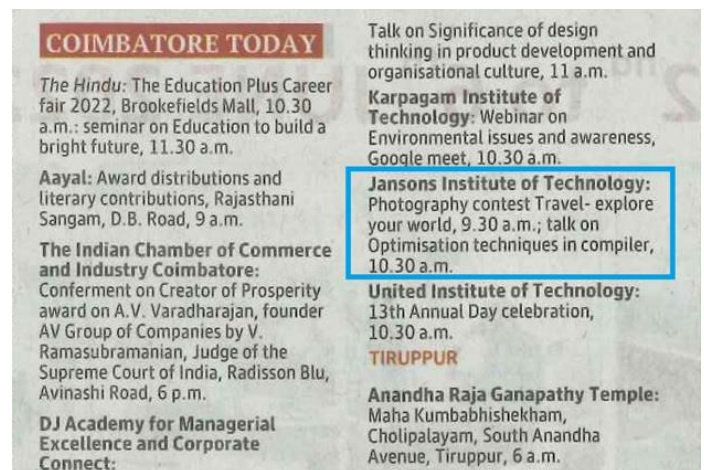 COIMBATORE TODAY
The Hindu: The Education Plus Career
fair 2022, Brookefields Mall, 10.30
a.m.: seminar on Education to build a
bright future, 11.30 a.m.
Aayal: Award distributions and
literary contributions, Rajasthani
Sangam, D.B. Road, 9 a.m.
The Indian Chamber of Commerce
and Industry Coimbatore:
Conferment on Creator of Prosperity
award on A.V. Varadharajan, founder
AV Group of Companies by V.
Ramasubramanian, Judge of the
Supreme Court of India, Radisson Blu,
Avinashi Road, 6 p.m.
DJ Academy for Managerial
Excellence and Corporate
Connect:
Talk on Significance of design
thinking in product development and
organisational culture, 11 a.m.
Karpagam Institute of
Technology: Webinar on
Environmental issues and awareness,
Google meet, 10.30 a.m.
Jansons Institute of Technology:
Photography contest Travel- explore
your world, 9.30 a.m.; talk on
Optimisation techniques in compiler,
10.30 a.m.
United Institute of Technology:
13th Annual Day celebration,
10.30 a.m.
TIRUPPUR
Anandha Raja Ganapathy Temple:
Maha Kumbabhishekham,
Cholipalayam, South Anandha
Avenue, Tiruppur, 6 a.m.